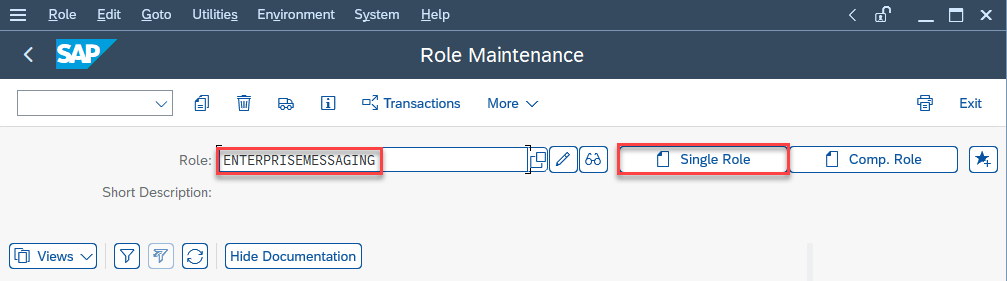 Role Edit Goto Utilities Environment System Help
SAP Role Maintenance
Transactions More Exit
Role: ENTERPRISEMESSAGING Single Role Comp. Role
Short Description:
Views Hide Documentation